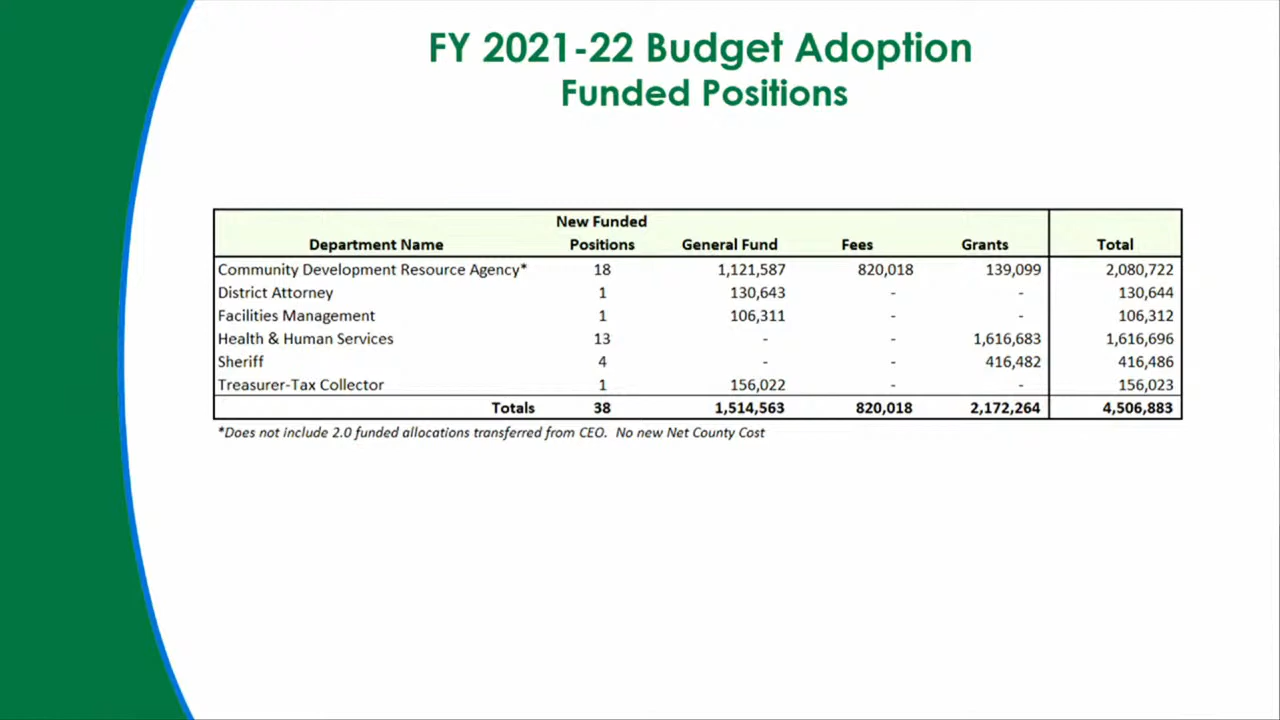 FY 2021-22 Budget Adoption
Funded Positions
New Funded
Department Name Positions General Fund Fees Grants Total
Community Development Resource Agency* 18 1,121,587 820,018 139,099 2,080,722
District Attorney 1 130,643 - - 130,644
Facilities Management 1 106,311 - - 106,312
Health & Human Services 13 - - 1,616,683 1,616,696
Sheriff 4 - - 416,482 416,486
Treasurer-Tax Collector 1 156,022 - - 156,023
Totals 38 1,514,563 820,018 2,172,264 4,506,883
*Does not include 2.0 funded allocations transferred from CEO. No new Net County Cost